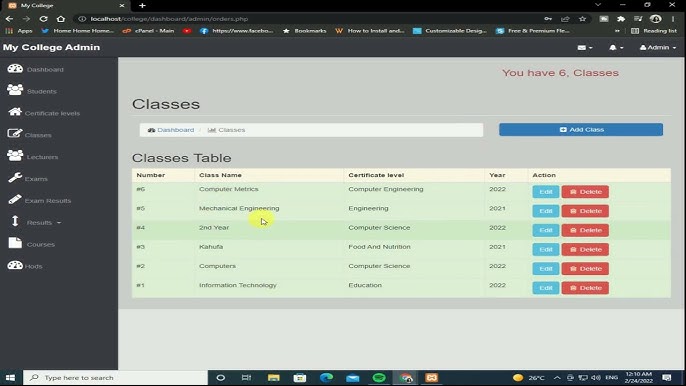 My College
localhost/college/dashboard/admin/orders.php
Apps
YouTube
Home Home Home...
cPanel - Main
https://www.facebo...
Backlinks
How to Install and...
Customizable Desig...
Free & Premium Fle...
Reading list
My College Admin
Admin
Dashboard
Students
Certificate levels
Classes
Lecturers
Exams
Exam Results
Results
Courses
Hods
You have 6, Classes
Classes
Dashboard / Classes
Add Class
Classes Table
Number Class Name Certificate level Year Action
#6 Computer Metrics Computer Engineering 2022 Edit Delete
#5 Mechanical Engineering Engineering 2021 Edit Delete
#4 2nd Year Computer Science 2022 Edit Delete
#3 Kahufa Food And Nutrition 2021 Edit Delete
#2 Computers Computer Science 2022 Edit Delete
#1 Information Technology Education 2022 Edit Delete
Type here to search
26°C
ENG
12:10 AM
2/24/2022